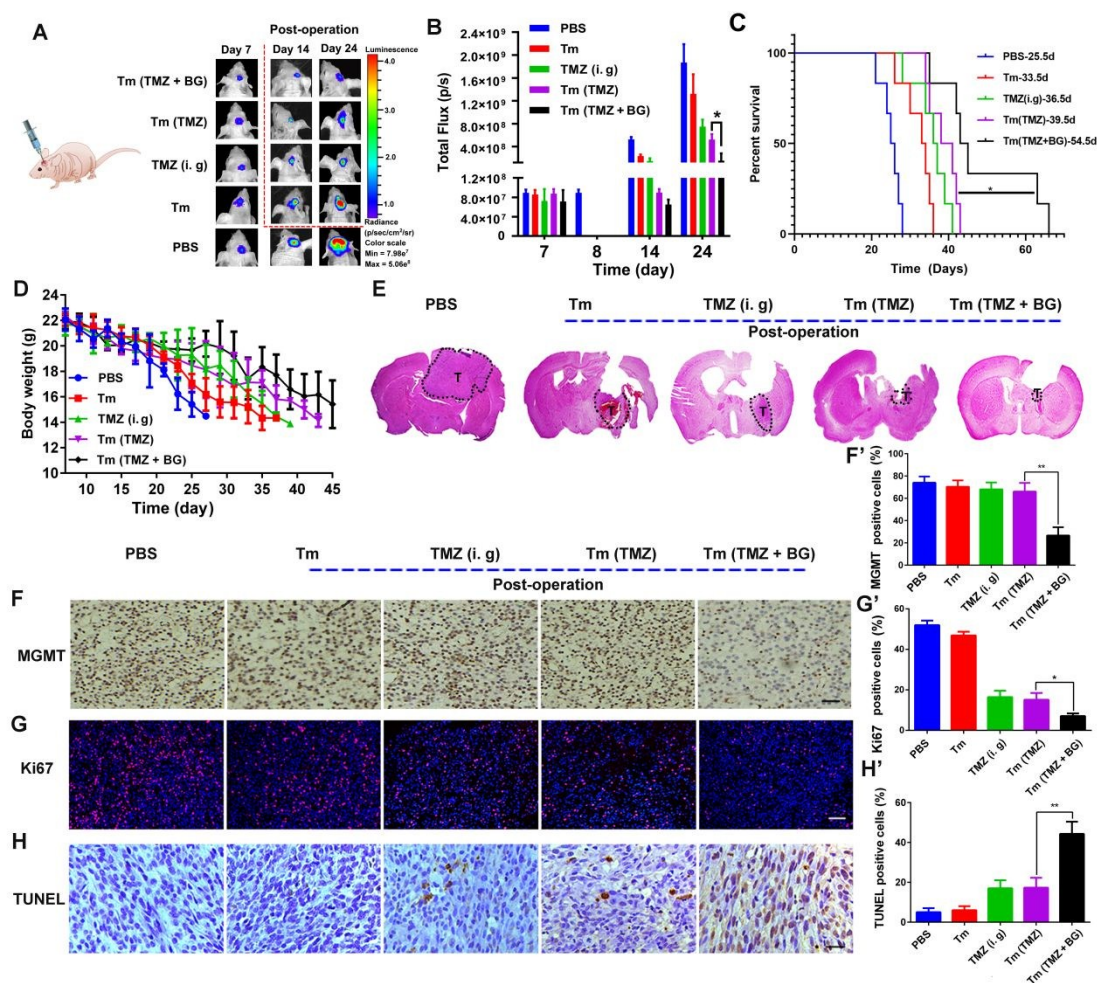 A
Post-operation
Day 7 Day 14 Day 24
Luminescence
Tm (TMZ + BG)
Tm (TMZ)
TMZ (i. g)
Tm
PBS
4.0
3.0
2.0
1.0
Radiance
(p/sec/cm²/sr)
Color scale
Min = 7.98e⁷
B
PBS
Tm
TMZ (i. g)
Tm (TMZ)
Tm (TMZ + BG)
*
Total Flux (p/s)
2.4×10⁹
2.1×10⁹
1.8×10⁹
1.5×10⁹
1.2×10⁹
9.0×10⁸
6.0×10⁸
4.0×10⁸
2.0×10⁸
1.2×10⁸
8.0×10⁷
4.0×10⁷
0.0
7 8 14 24
Time (day)
C
PBS-25.5d
Tm-33.5d
TMZ(i.g)-36.5d
Tm(TMZ)-39.5d
Tm(TMZ+BG)-54.5d
*
Percent survival
100
50
0
0 20 40 60
Time (Days)
D
Body weight (g)
24
22
20
18
16
14
12
10
PBS
Tm
TMZ (i. g)
Tm (TMZ)
Tm (TMZ + BG)
10 15 20 25 30 35 40 45
Time (day)
E
PBS Tm TMZ (i. g) Tm (TMZ) Tm (TMZ + BG)
Post-operation
T T T T T
F'
MGMT positive cells (%)
100
80
60
40
20
0
**
PBS
Tm
TMZ (i. g)
Tm (TMZ)
Tm (TMZ + BG)
PBS Tm TMZ (i. g) Tm (TMZ) Tm (TMZ + BG)
Post-operation
F
MGMT
G
Ki67
H
TUNEL
G'
Ki67 positive cells (%)
60
40
20
0
*
PBS
Tm
TMZ (i. g)
Tm (TMZ)
Tm (TMZ + BG)
H'
TUNEL positive cells (%)
60
40
20
0
**
PBS
Tm
TMZ (i. g)
Tm (TMZ)
Tm (TMZ + BG)